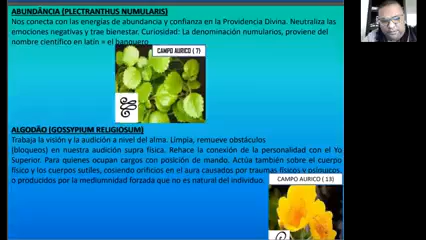 ABUNDÂNCIA (PLECTRANTHUS NUMULARIS)
Nos conecta con las energías de abundancia y confianza en la Providencia Divina. Neutraliza las
emociones negativas y trae bienestar. Curiosidad: La denominación numularios, proviene del
nombre científico en latín = el banquero
CAMPO AURICO ( 7)
ALGODÃO (GOSSYPIUM RELIGIOSUM)
Trabaja la visión y la audición a nivel del alma. Limpia, remueve obstáculos
(bloqueos) en nuestra audición supra física. Rehace la conexión de la personalidad con el Yo
Superior. Para quienes ocupan cargos con posición de mando. Actúa también sobre el cuerpo
físico y los cuerpos sutiles, cosiendo orificios en el aura causados por traumas físicos y psíquicos,
o producidos por la mediumnidad forzada que no es natural del individuo.
CAMPO AURICO ( 13)